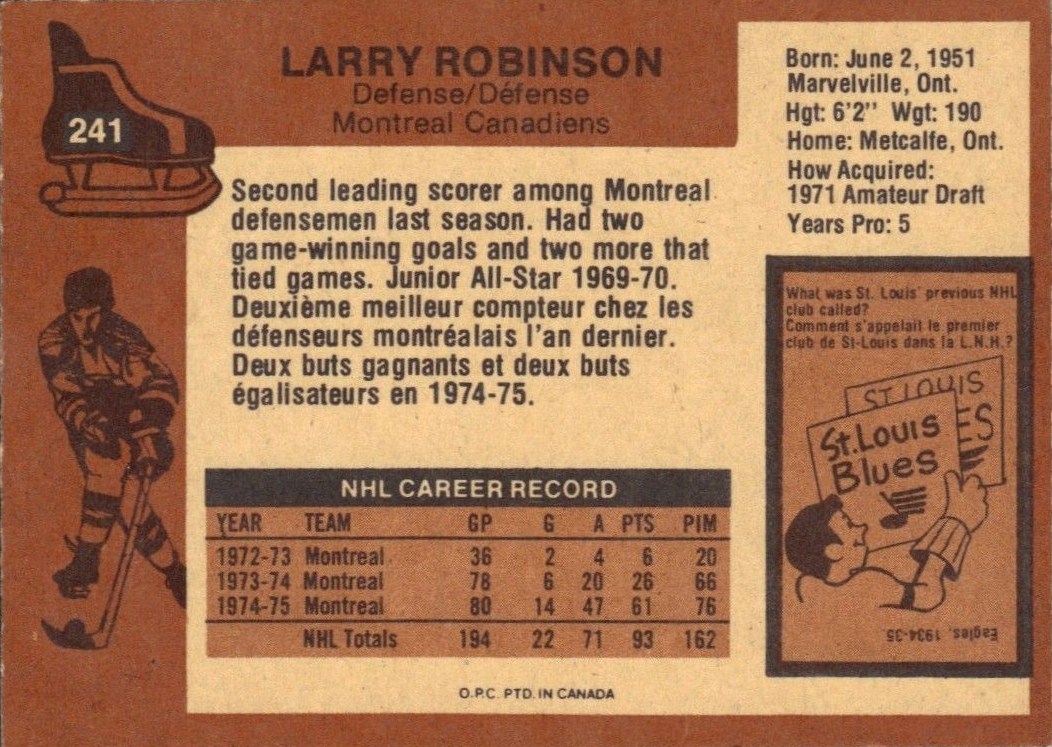 241
LARRY ROBINSON
Defense/Défense
Montreal Canadiens
Born: June 2, 1951
Marvelville, Ont.
Hgt: 6'2" Wgt: 190
Home: Metcalfe, Ont.
How Acquired:
1971 Amateur Draft
Years Pro: 5
Second leading scorer among Montreal
defensemen last season. Had two
game-winning goals and two more that
tied games. Junior All-Star 1969-70.
Deuxième meilleur compteur chez les
défenseurs montréalais l'an dernier.
Deux buts gagnants et deux buts
égalisateurs en 1974-75.
What was St. Louis' previous NHL
club called?
Comment s'appelait le premier
club de St-Louis dans la L.N.H.?
ST LOUIS
ES
St. Louis
Blues
Eagles. 1934-35
NHL CAREER RECORD
YEAR TEAM GP G A PTS PIM
1972-73 Montreal 36 2 4 6 20
1973-74 Montreal 78 6 20 26 66
1974-75 Montreal 80 14 47 61 76
NHL Totals 194 22 71 93 162
O.P.C. PTD. IN CANADA